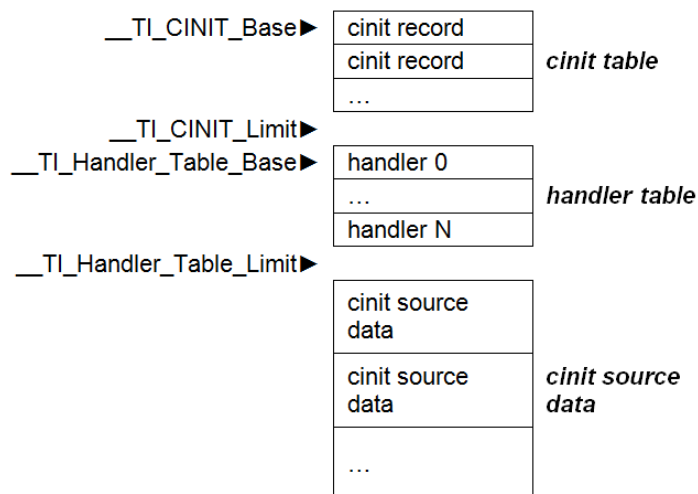 __TI_CINIT_Base▶ cinit record
cinit record cinit table
…
__TI_CINIT_Limit▶
__TI_Handler_Table_Base▶ handler 0
… handler table
handler N
__TI_Handler_Table_Limit▶
cinit source
data
cinit source cinit source
data data
…